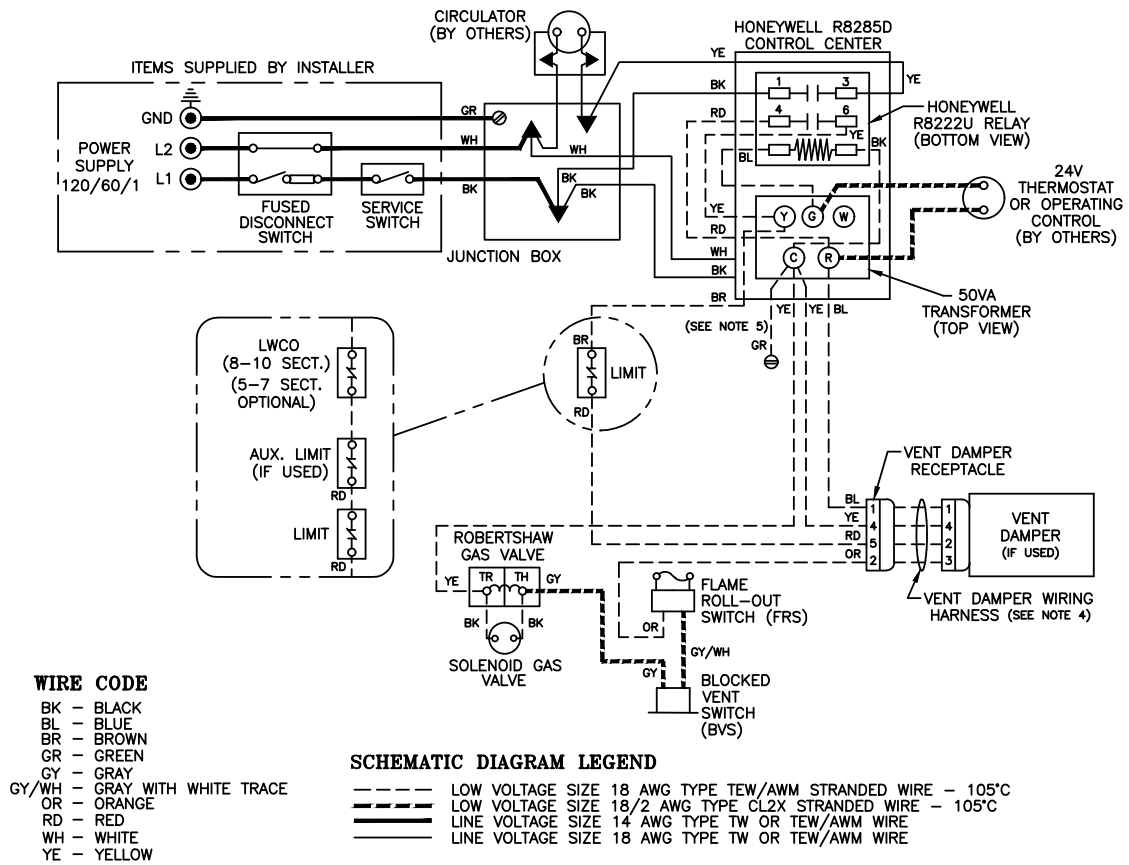 CIRCULATOR
(BY OTHERS)
HONEYWELL R8285D
CONTROL CENTER
ITEMS SUPPLIED BY INSTALLER
YE
YE
BK
1
3
GND
GR
RD
4
6
HONEYWELL
R8222U RELAY
(BOTTOM VIEW)
YE
BK
POWER
SUPPLY
120/60/1
L2
WH
WH
BL
L1
BK
BK
BK
24V
THERMOSTAT
OR OPERATING
CONTROL
(BY OTHERS)
FUSED
DISCONNECT
SWITCH
SERVICE
SWITCH
YE
Y
G
W
RD
JUNCTION BOX
WH
BK
C
R
BR
YE
YE
BL
50VA
TRANSFORMER
(TOP VIEW)
(SEE NOTE 5)
GR
LWCO
(8-10 SECT.)
(5-7 SECT.
OPTIONAL)
BR
LIMIT
RD
AUX. LIMIT
(IF USED)
RD
LIMIT
RD
VENT DAMPER
RECEPTACLE
BL
1
1
YE
4
4
RD
5
2
OR
2
3
VENT
DAMPER
(IF USED)
ROBERTSHAW
GAS VALVE
YE
TR
TH
GY
BK
BK
SOLENOID GAS
VALVE
FLAME
ROLL-OUT
SWITCH (FRS)
OR
GY/WH
GY
VENT DAMPER WIRING
HARNESS (SEE NOTE 4)
BLOCKED
VENT
SWITCH
(BVS)
WIRE CODE
BK - BLACK
BL - BLUE
BR - BROWN
GR - GREEN
GY - GRAY
GY/WH - GRAY WITH WHITE TRACE
OR - ORANGE
RD - RED
WH - WHITE
YE - YELLOW
SCHEMATIC DIAGRAM LEGEND
LOW VOLTAGE SIZE 18 AWG TYPE TEW/AWM STRANDED WIRE - 105°C
LOW VOLTAGE SIZE 18/2 AWG TYPE CL2X STRANDED WIRE - 105°C
LINE VOLTAGE SIZE 14 AWG TYPE TW OR TEW/AWM WIRE
LINE VOLTAGE SIZE 18 AWG TYPE TW OR TEW/AWM WIRE